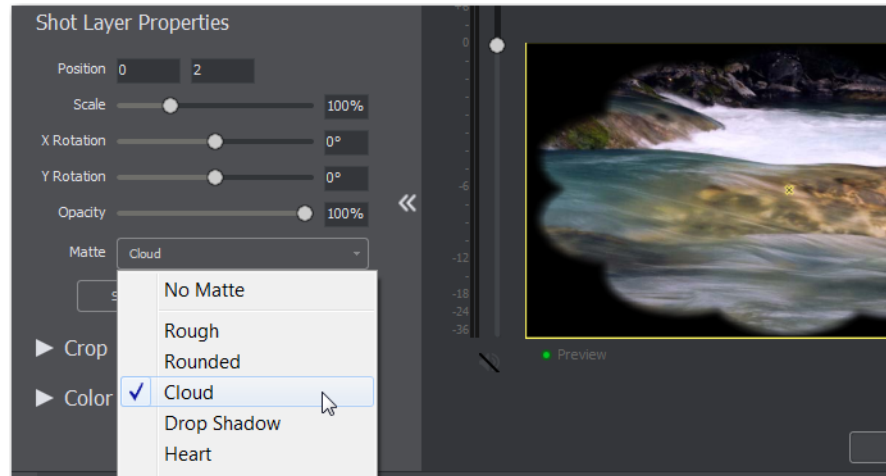 Shot Layer Properties
Position 0 2
Scale 100%
X Rotation 0°
Y Rotation 0°
Opacity 100%
Matte Cloud
No Matte
Rough
Rounded
Cloud
Drop Shadow
Heart
Crop
Color
0
-6
-12
-18
-24
-36
Preview